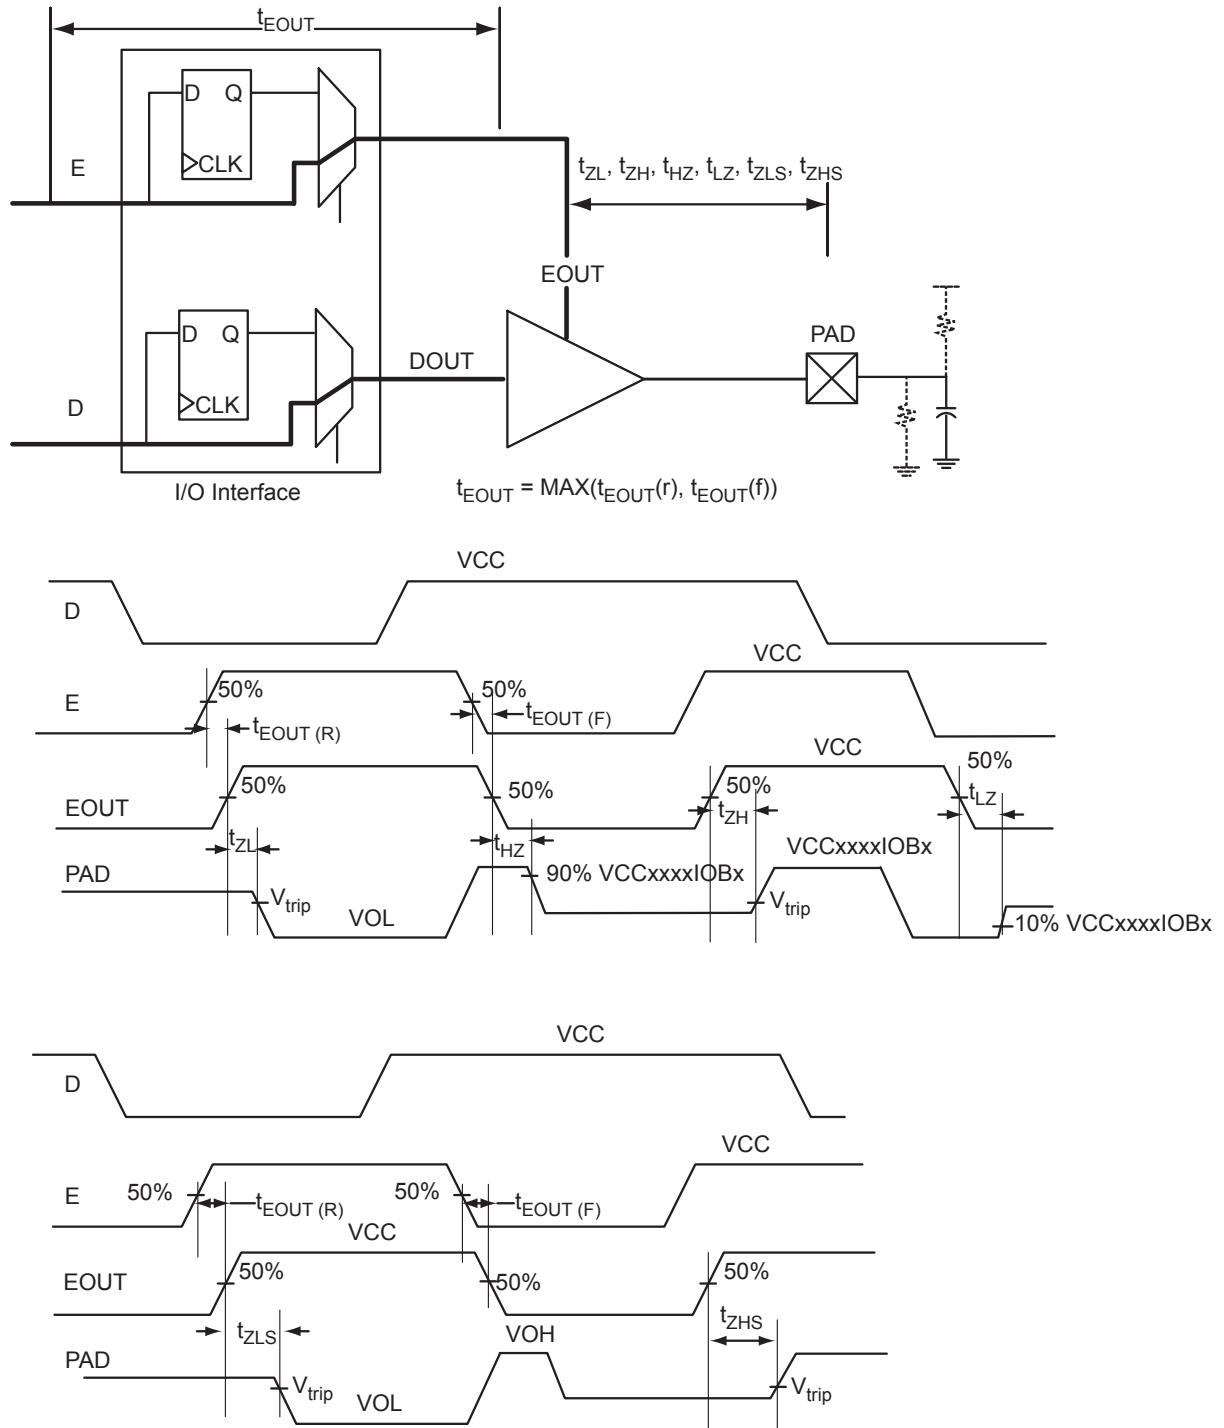 tEOUT
D Q
CLK
E
tZL, tZH, tHZ, tLZ, tZLS, tZHS
EOUT
D Q
CLK
DOUT
PAD
D
I/O Interface
tEOUT = MAX(tEOUT(r), tEOUT(f))
VCC
D
VCC
E
50%
50%
tEOUT (R)
tEOUT (F)
VCC
50%
50%
50%
50%
EOUT
tZL
tHZ
tZH
tLZ
PAD
90% VCCxxxxIOBx
VCCxxxxIOBx
Vtrip
VOL
Vtrip
10% VCCxxxxIOBx
VCC
D
VCC
E
50%
50%
tEOUT (R)
tEOUT (F)
VCC
EOUT
50%
50%
50%
tZLS
VOH
tZHS
PAD
Vtrip
VOL
Vtrip